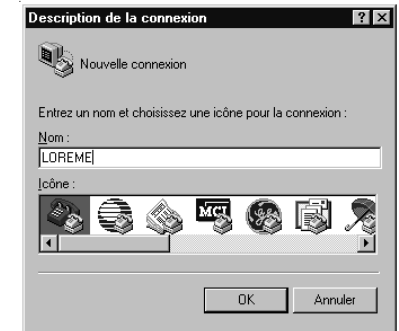 Description de la connexion
Nouvelle connexion
Entrez un nom et choisissez une icône pour la connexion :
Nom :
LOREME
Icône :
MCI
OK Annuler